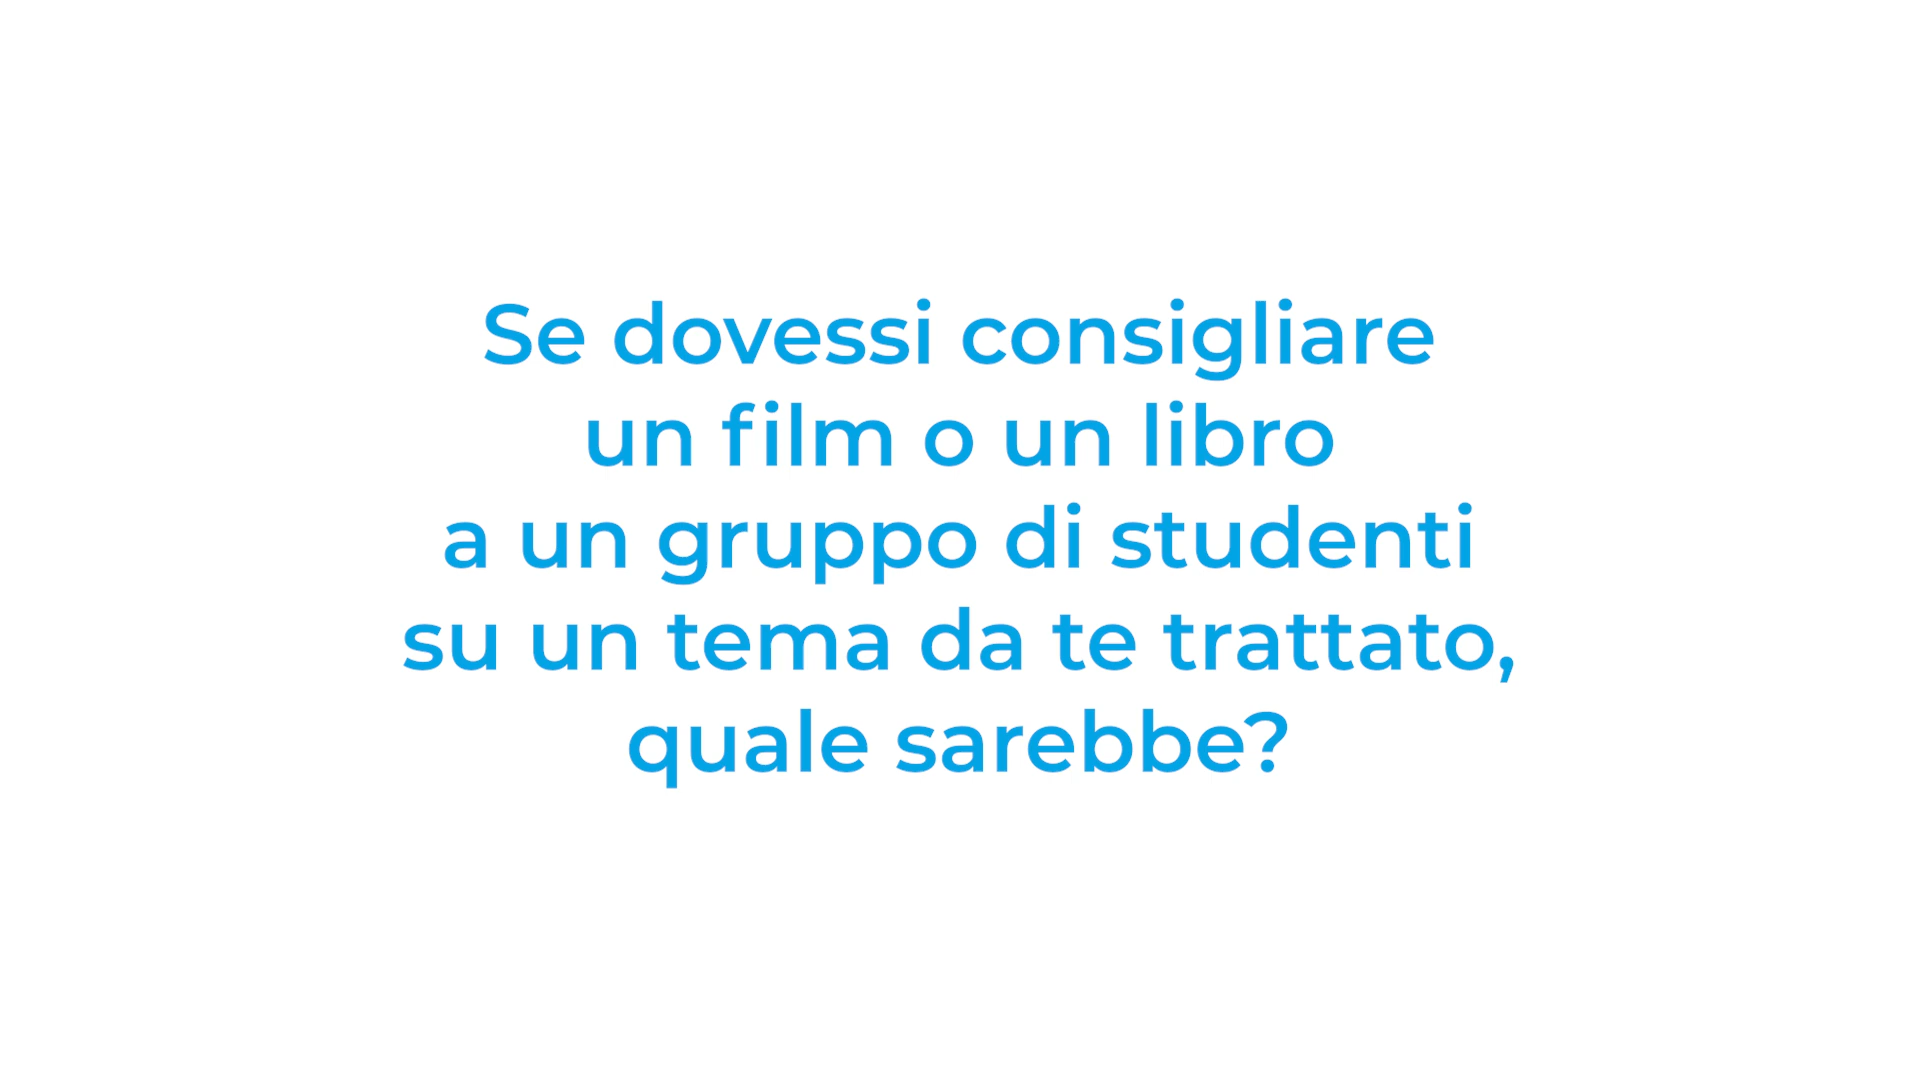 Se dovessi consigliare
un film o un libro
a un gruppo di studenti
su un tema da te trattato,
quale sarebbe?